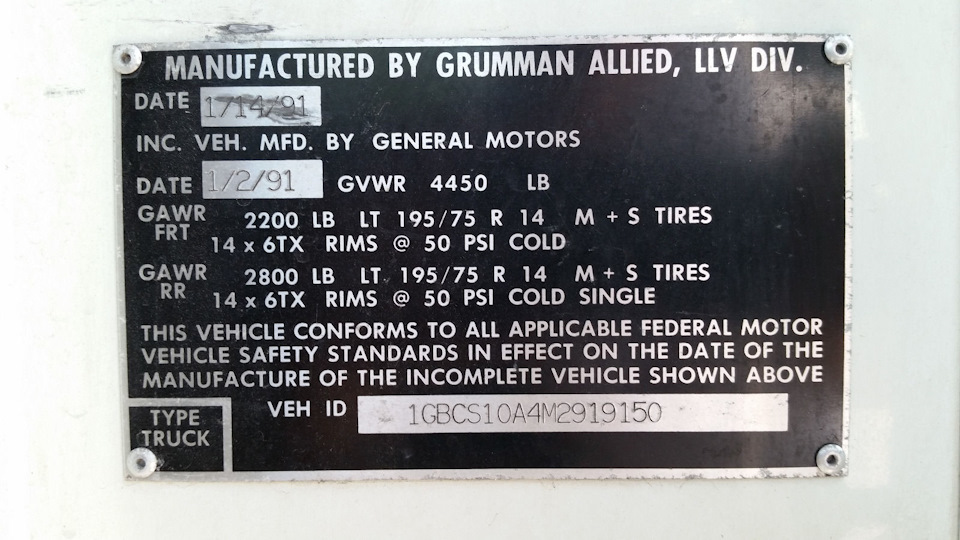 MANUFACTURED BY GRUMMAN ALLIED, LLV DIV.
DATE 1/14/91
INC. VEH. MFD. BY GENERAL MOTORS
DATE 1/2/91 GVWR 4450 LB
GAWR FRT 2200 LB LT 195/75 R 14 M + S TIRES
14 x 6TX RIMS @ 50 PSI COLD
GAWR RR 2800 LB LT. 195/75 R 14 M + S TIRES
14 x 6TX RIMS @ 50 PSI COLD SINGLE
THIS VEHICLE CONFORMS TO ALL APPLICABLE FEDERAL MOTOR
VEHICLE SAFETY STANDARDS IN EFFECT ON THE DATE OF THE
MANUFACTURE OF THE INCOMPLETE VEHICLE SHOWN ABOVE
VEH ID 1GBCS10A4M2919150
TYPE
TRUCK